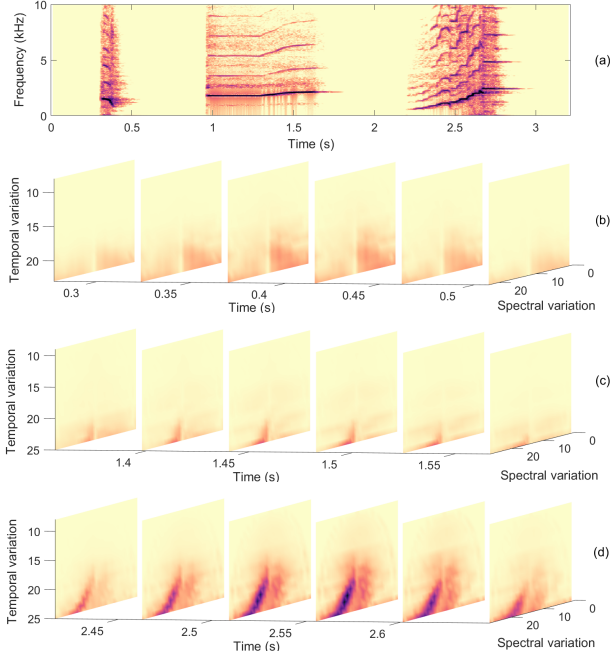 10
5
0
Frequency (kHz)
(a)
0 0.5 1 1.5 2 2.5 3
Time (s)
10
15
20
Temporal variation
(b)
0.3 0.35 0.4 0.45 0.5
Time (s)
0
10
20
Spectral variation
10
15
20
25
Temporal variation
(c)
1.4 1.45 1.5 1.55
Time (s)
0
10
20
Spectral variation
10
15
20
25
Temporal variation
(d)
2.45 2.5 2.55 2.6
Time (s)
0
10
20
Spectral variation